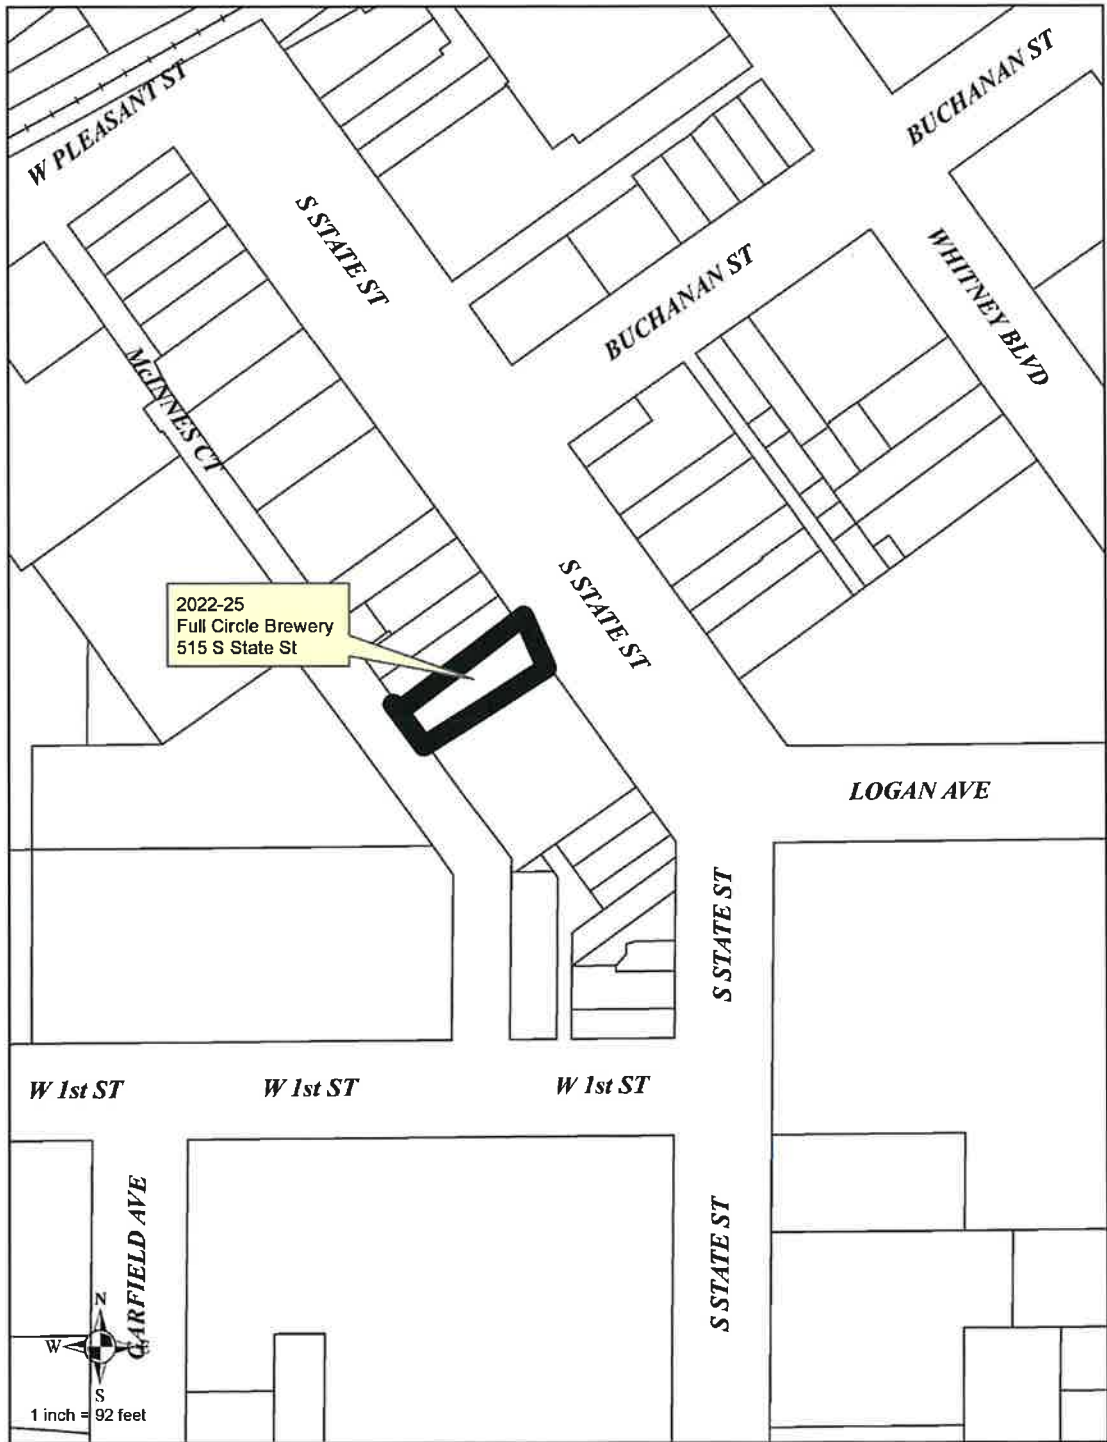 W PLEASANT ST
BUCHANAN ST
S STATE ST
BUCHANAN ST
WHITNEY BLVD
McINNES CT
S STATE ST
2022-25
Full Circle Brewery
515 S State St
LOGAN AVE
S STATE ST
W 1st ST
W 1st ST
W 1st ST
GARFIELD AVE
S STATE ST
N
W
E
S
1 inch = 92 feet